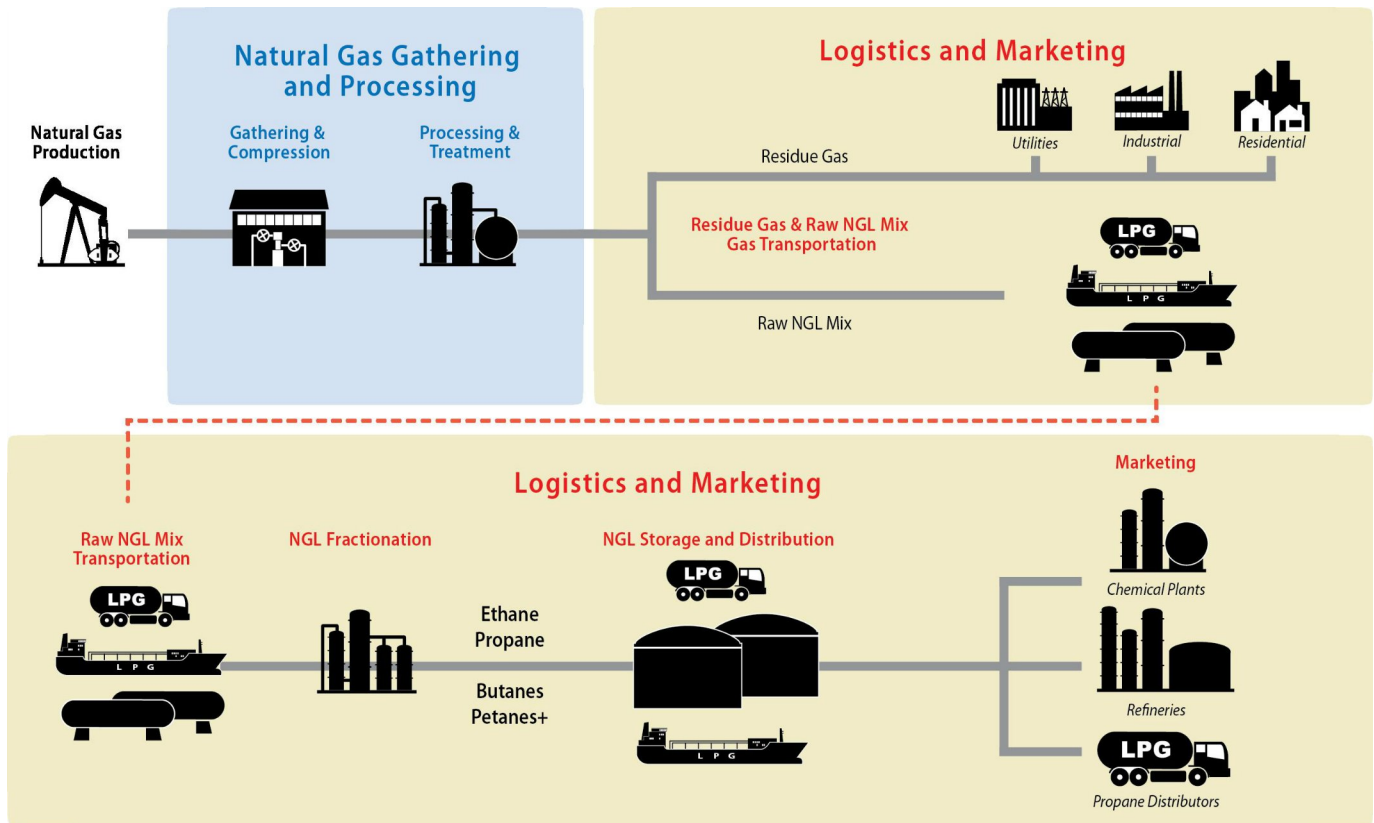 Natural Gas Gathering
and Processing
Logistics and Marketing
Natural Gas
Production
Gathering &
Compression
Processing &
Treatment
Utilities
Industrial
Residential
Residue Gas
Residue Gas & Raw NGL Mix
Gas Transportation
LPG
L P G
Raw NGL Mix
Logistics and Marketing
Marketing
Raw NGL Mix
Transportation
NGL Fractionation
NGL Storage and Distribution
LPG
L P G
Ethane
Propane
Butanes
Petanes+
LPG
L P G
Chemical Plants
Refineries
LPG
Propane Distributors